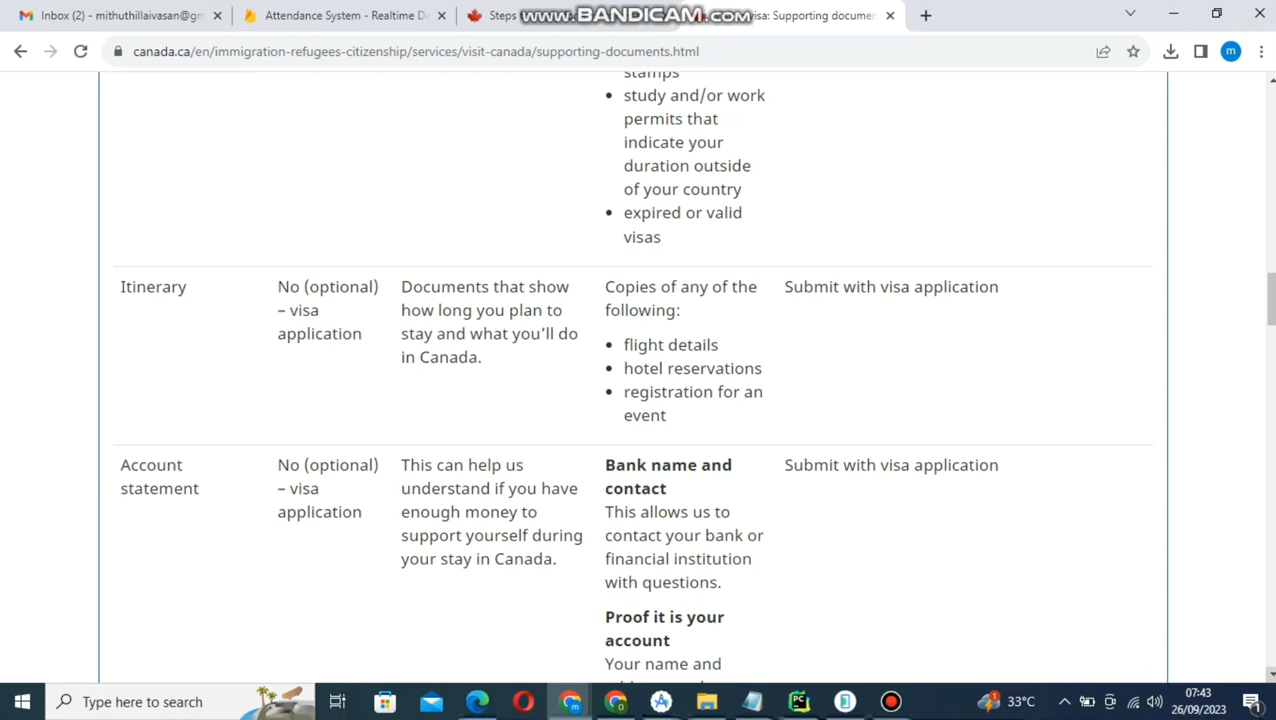 Inbox (2) - mithuthillaivasan@gm
Attendance System - Realtime Da
Steps
www.BANDICAM.com
visa: Supporting documen
canada.ca/en/immigration-refugees-citizenship/services/visit-canada/supporting-documents.html
m
stamps
• study and/or work
permits that
indicate your
duration outside
of your country
• expired or valid
visas
Itinerary
No (optional)
– visa
application
Documents that show
how long you plan to
stay and what you'll do
in Canada.
Copies of any of the
following:
• flight details
• hotel reservations
• registration for an
event
Submit with visa application
Account
statement
No (optional)
– visa
application
This can help us
understand if you have
enough money to
support yourself during
your stay in Canada.
Bank name and
contact
This allows us to
contact your bank or
financial institution
with questions.
Proof it is your
account
Your name and
Submit with visa application
Type here to search
33°C
07:43
26/09/2023